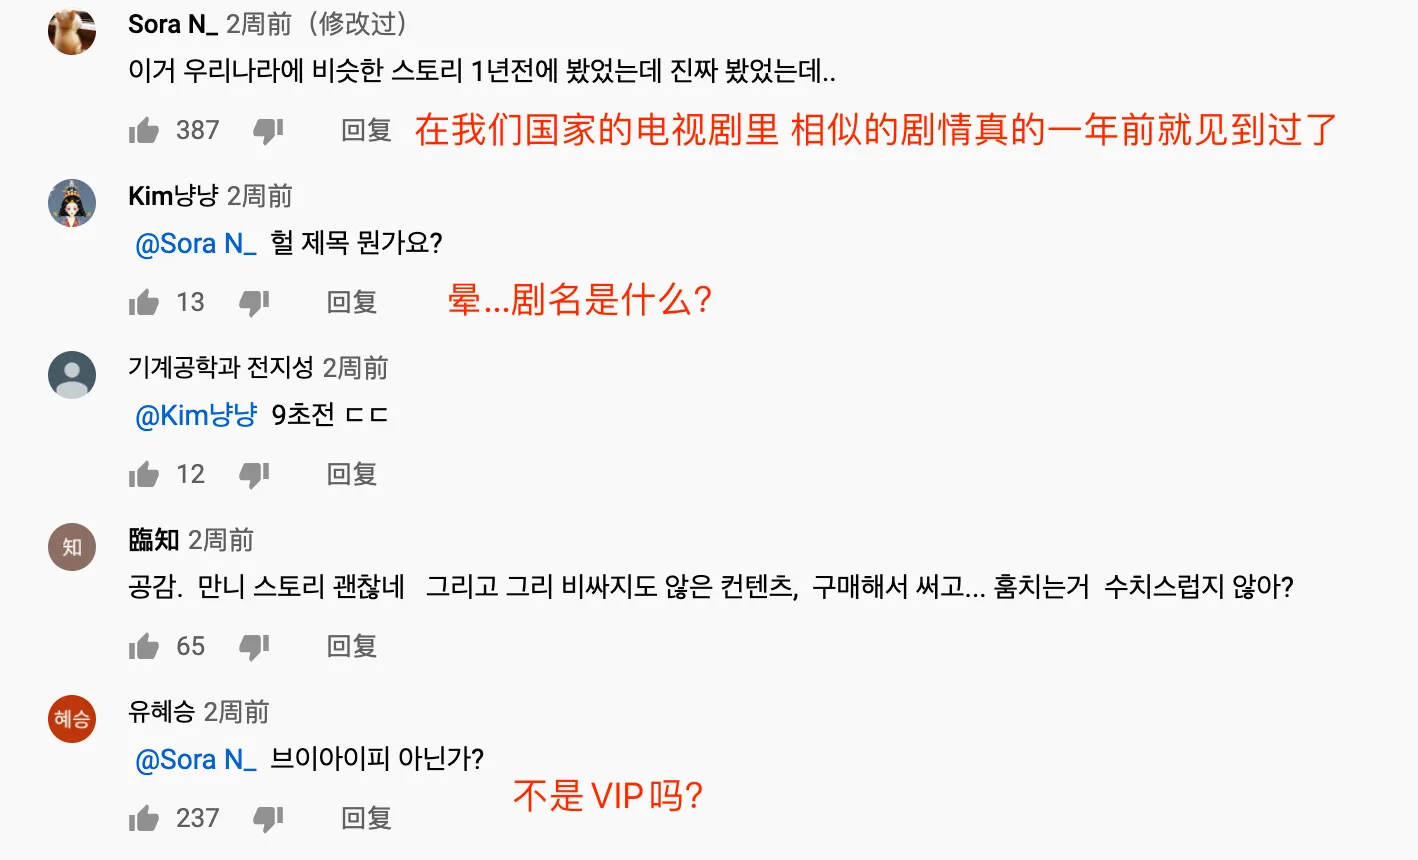 Sora N_ 2周前（修改过）
이거 우리나라에 비슷한 스토리 1년전에 봤었는데 진짜 봤었는데..
387 回复 在我们国家的电视剧里 相似的剧情真的一年前就见到过了
Kim냥냥 2周前
@Sora N_ 헐 제목 뭔가요?
13 回复 晕...剧名是什么?
기계공학과 전지성 2周前
@Kim냥냥 9초전 ㄷㄷ
12 回复
知 臨知 2周前
공감. 만니 스토리 괜찮네 그리고 그리 비싸지도 않은 컨텐츠, 구매해서 써고... 훔치는거 수치스럽지 않아?
65 回复
혜승 유혜승 2周前
@Sora N_ 브이아이피 아닌가?
不是VIP吗?
237 回复